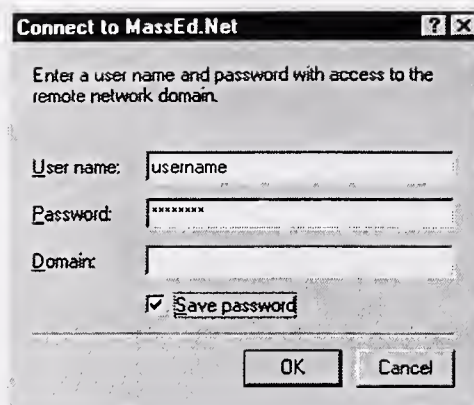 Connect to MassEd.Net
Enter a user name and password with access to the
remote network domain.
User name: username
Password: ********
Domain:
Save password
OK Cancel